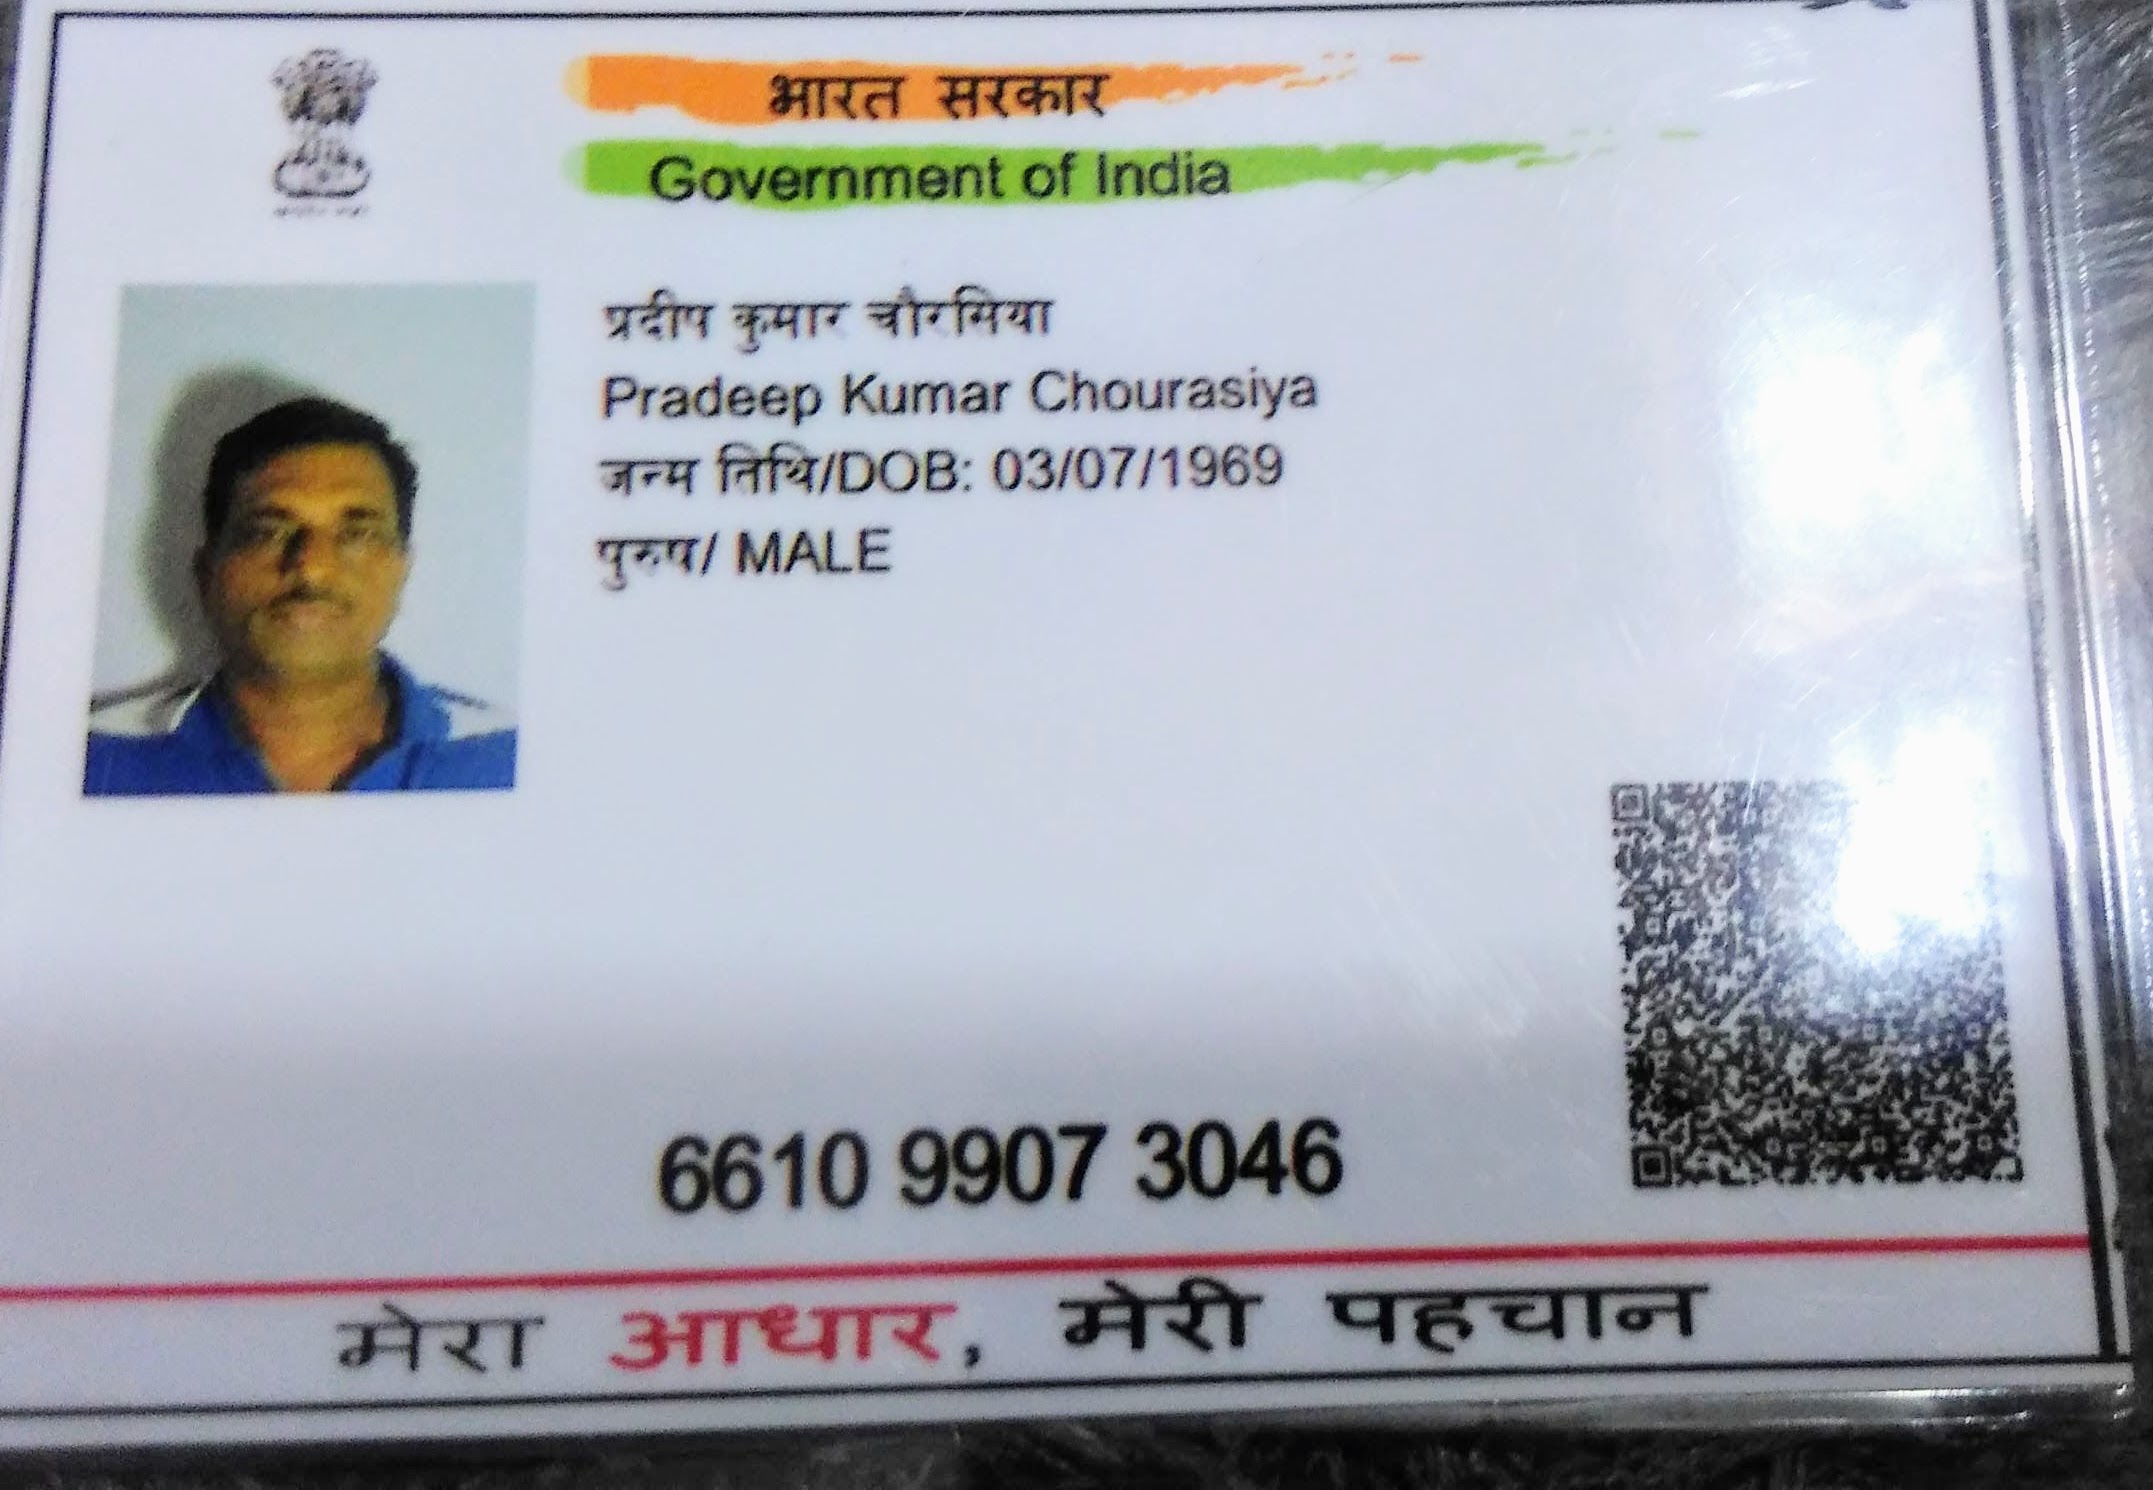 भारत सरकार
Government of India
प्रदीप कुमार चौरसिया
Pradeep Kumar Chourasiya
जन्म तिथि/DOB: 03/07/1969
पुरुष/ MALE
6610 9907 3046
मेरा आधार, मेरी पहचान